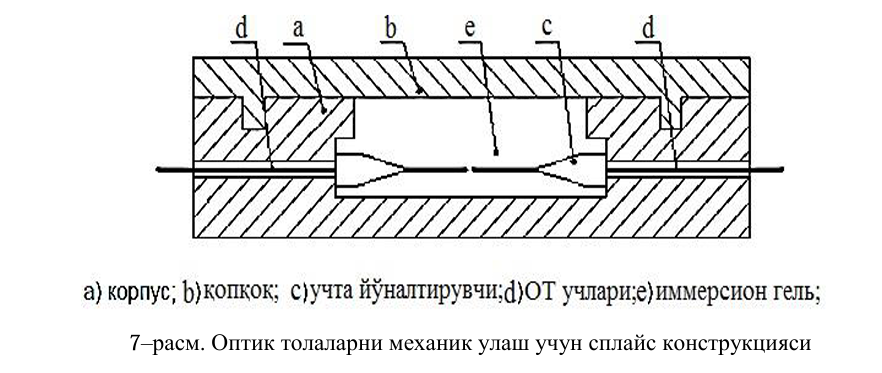 d a b e c d
а) корпус; b)қопқоқ; c)учта йўналтирувчи;d)ОТ учлари;e)иммерсион гель;
7–расм. Оптик толаларни механик улаш учун сплайс конструкцияси